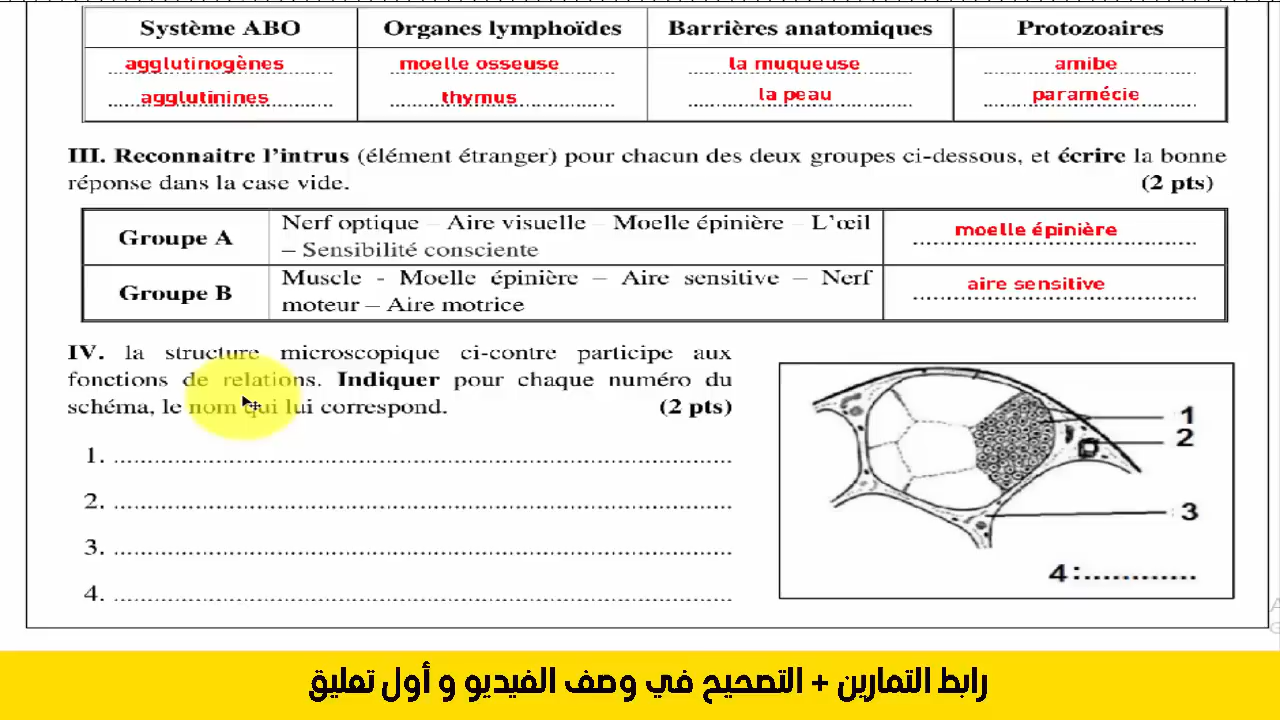 Système ABO
Organes lymphoïdes
Barrières anatomiques
Protozoaires
agglutinogènes
moelle osseuse
la muqueuse
amibe
agglutinines
thymus
la peau
paramécie
III. Reconnaitre l’intrus (élément étranger) pour chacun des deux groupes ci-dessous, et écrire la bonne
réponse dans la case vide. (2 pts)
Groupe A
Nerf optique – Aire visuelle – Moelle épinière – L’œil
– Sensibilité consciente
moelle épinière
Groupe B
Muscle - Moelle épinière – Aire sensitive – Nerf
moteur – Aire motrice
aire sensitive
IV. la structure microscopique ci-contre participe aux
fonctions de relations. Indiquer pour chaque numéro du
schéma, le nom qui lui correspond. (2 pts)
1. ........................................
2. ........................................
3. ........................................
4. ........................................
1
2
3
4 :.............
رابط التمارين + التصحيح في وصف الفيديو و أول تعليق